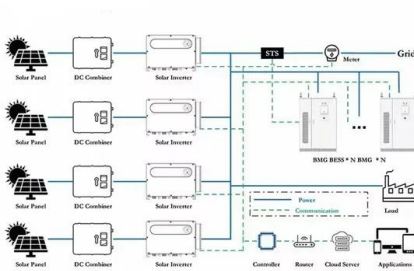 STS
Grid
Meter
Solar Panel
DC Combiner
Solar Inverter
Solar Panel
DC Combiner
Solar Inverter
BMG BESS * N BMG * N
Solar Panel
DC Combiner
Solar Inverter
Power
Communication
Load
Solar Panel
DC Combiner
Solar Inverter
Controller
Router
Cloud Server
Applications